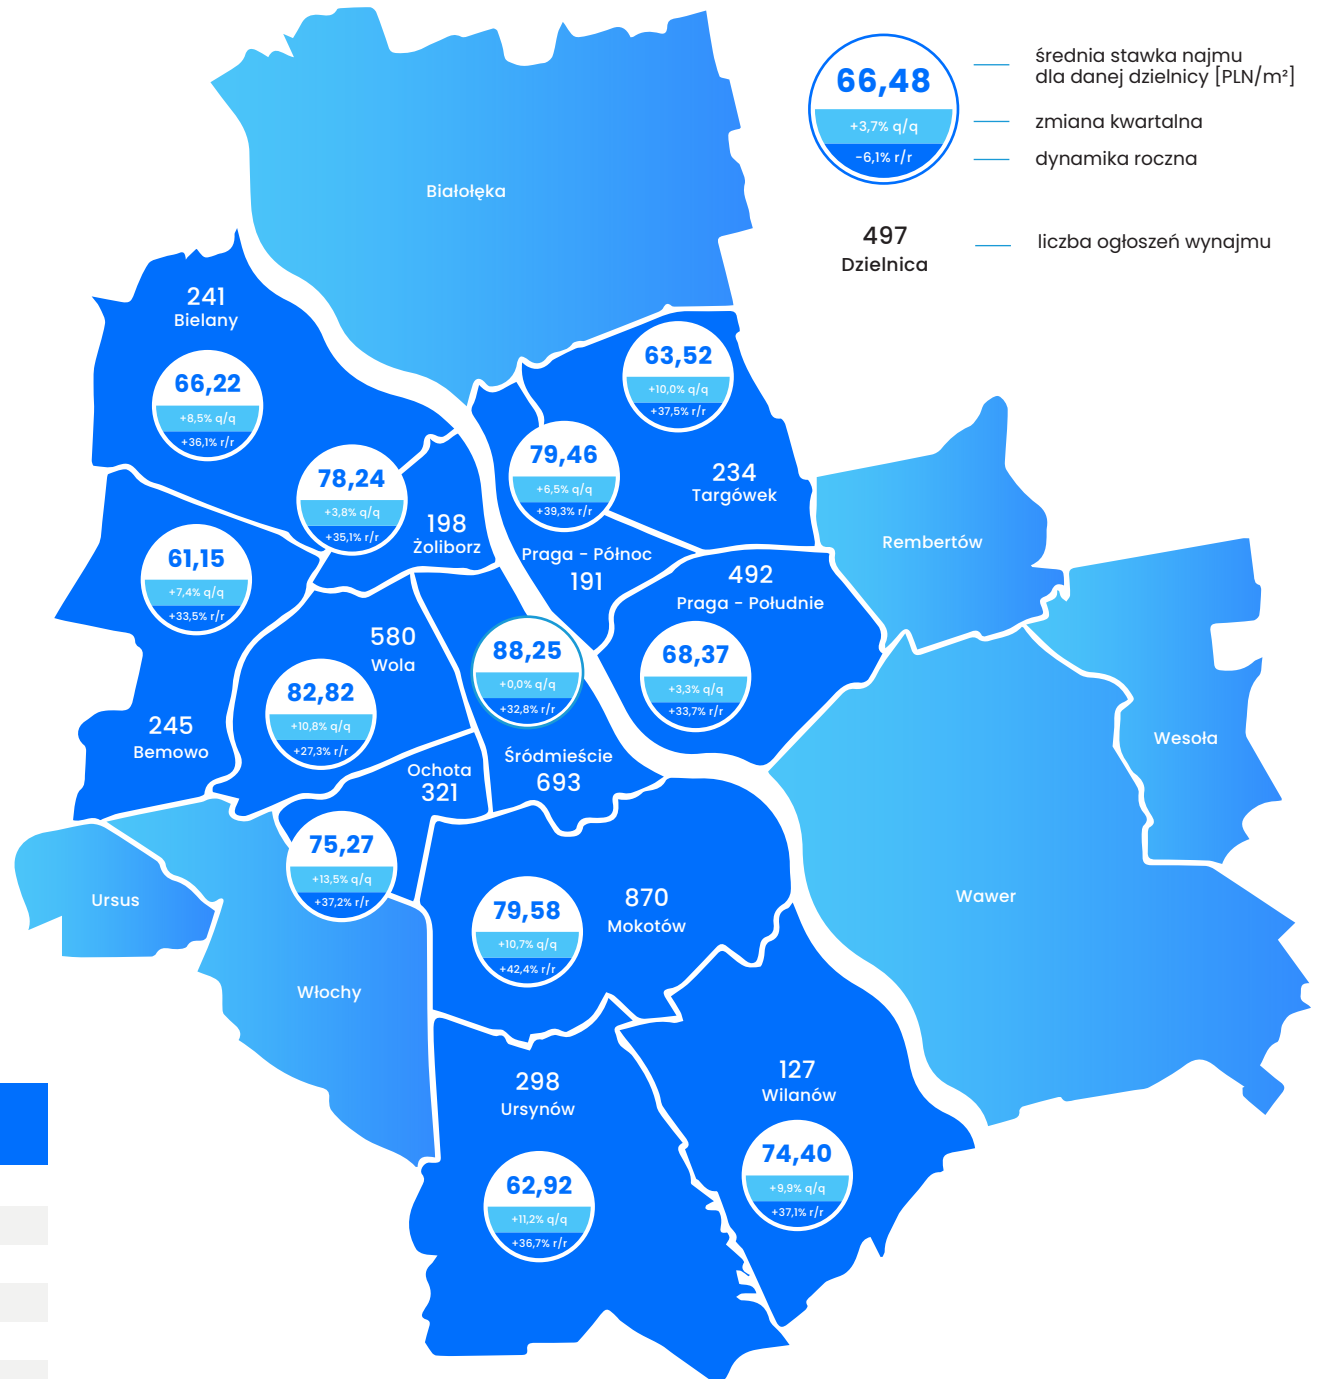 66,48
+3,7% q/q
-6,1% r/r
średnia stawka najmu
dla danej dzielnicy [PLN/m²]
zmiana kwartalna
dynamika roczna
497
Dzielnica
liczba ogłoszeń wynajmu
Białołęka
241
Bielany
66,22
+8,5% q/q
+36,1% r/r
63,52
+10,0% q/q
+37,5% r/r
234
Targówek
79,46
+6,5% q/q
+39,3% r/r
Praga - Północ
191
78,24
+3,8% q/q
+35,1% r/r
198
Żoliborz
61,15
+7,4% q/q
+33,5% r/r
245
Bemowo
Rembertów
492
Praga - Południe
68,37
+3,3% q/q
+33,7% r/r
580
Wola
82,82
+10,8% q/q
+27,3% r/r
88,25
+0,0% q/q
+32,8% r/r
Śródmieście
693
Wesoła
Ochota
321
75,27
+13,5% q/q
+37,2% r/r
Ursus
Włochy
79,58
+10,7% q/q
+42,4% r/r
870
Mokotów
Wawer
298
Ursynów
62,92
+11,2% q/q
+36,7% r/r
127
Wilanów
74,40
+9,9% q/q
+37,1% r/r